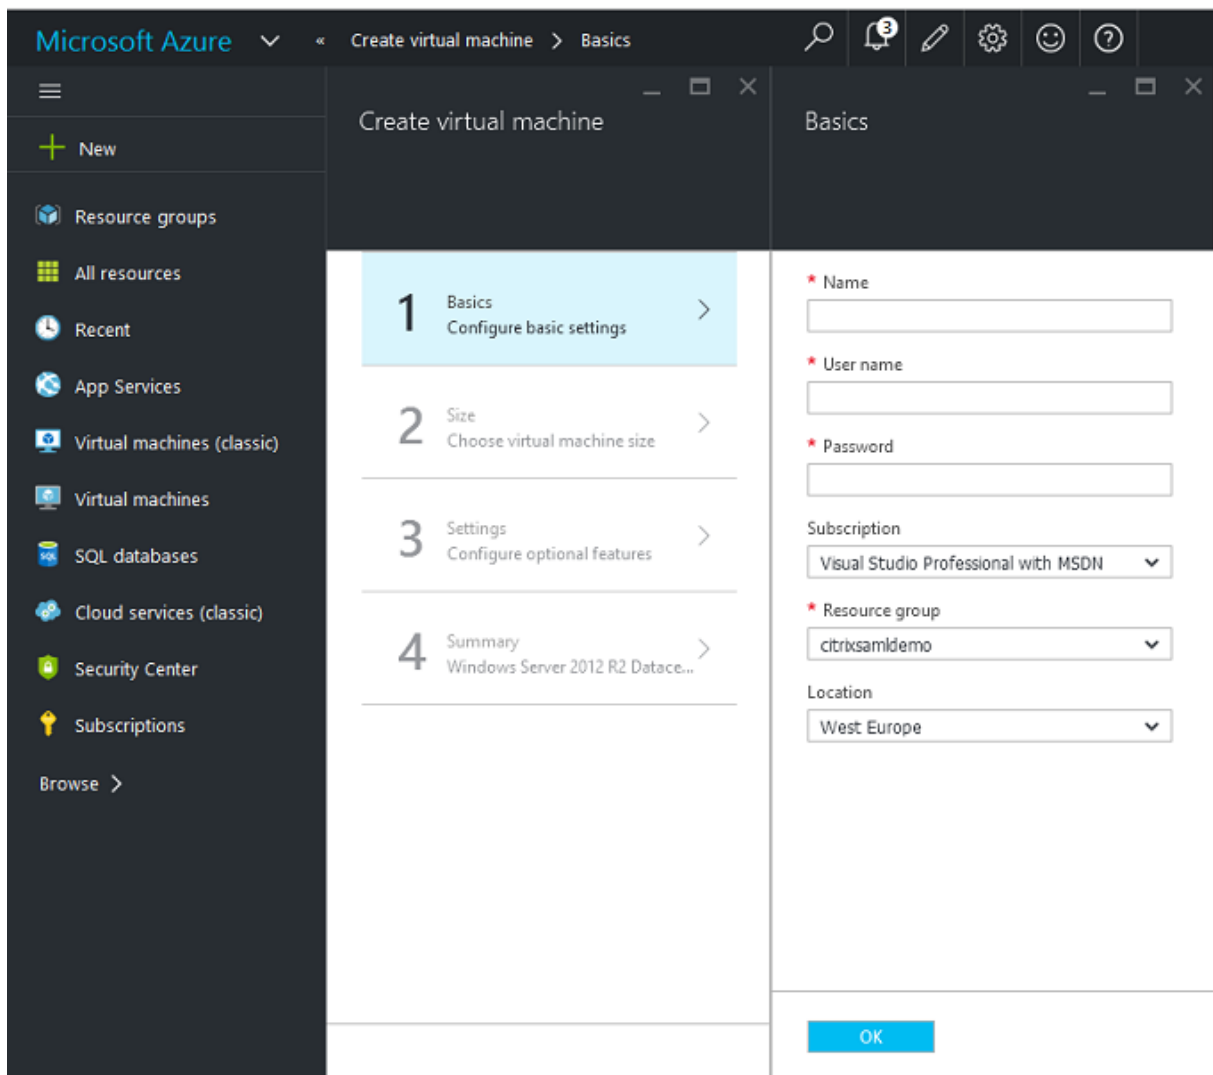 Microsoft Azure
« Create virtual machine > Basics
3
New
Resource groups
All resources
Recent
App Services
Virtual machines (classic)
Virtual machines
SQL databases
Cloud services (classic)
Security Center
Subscriptions
Browse >
Create virtual machine
1
Basics
Configure basic settings
2
Size
Choose virtual machine size
3
Settings
Configure optional features
4
Summary
Windows Server 2012 R2 Datace...
Basics
* Name
* User name
* Password
Subscription
Visual Studio Professional with MSDN
* Resource group
citrixsamldemo
Location
West Europe
OK